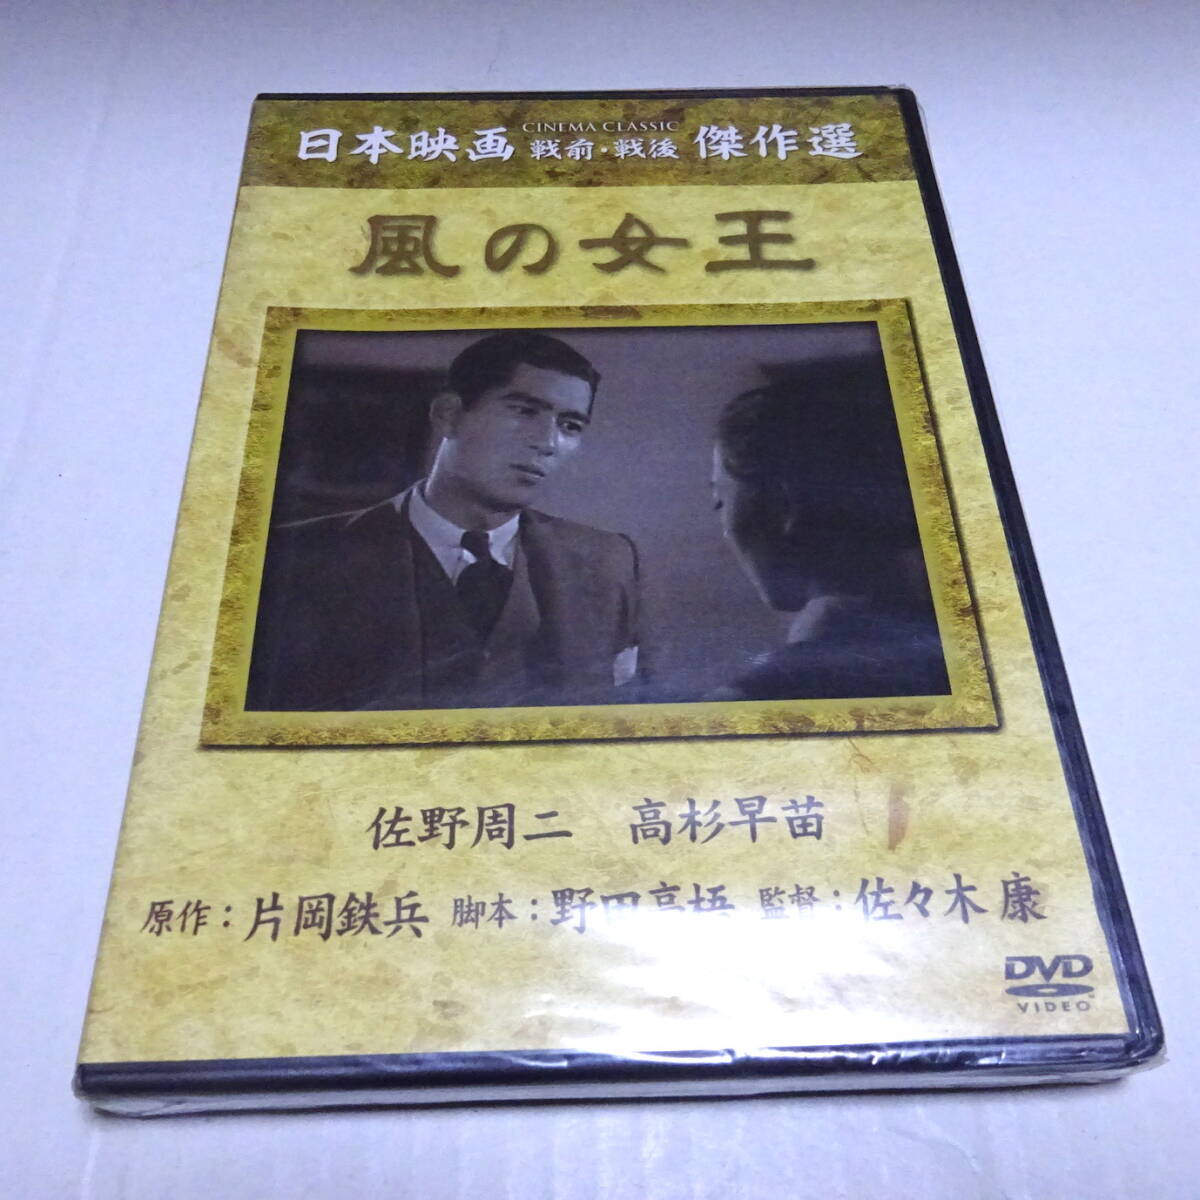 CINEMA CLASSIC
日本映画 戦前・戦後 傑作選
風の女王
佐野周二 高杉早苗
原作：片岡鉄兵 脚本：野田高梧 監督：佐々木 康
DVD
VIDEO